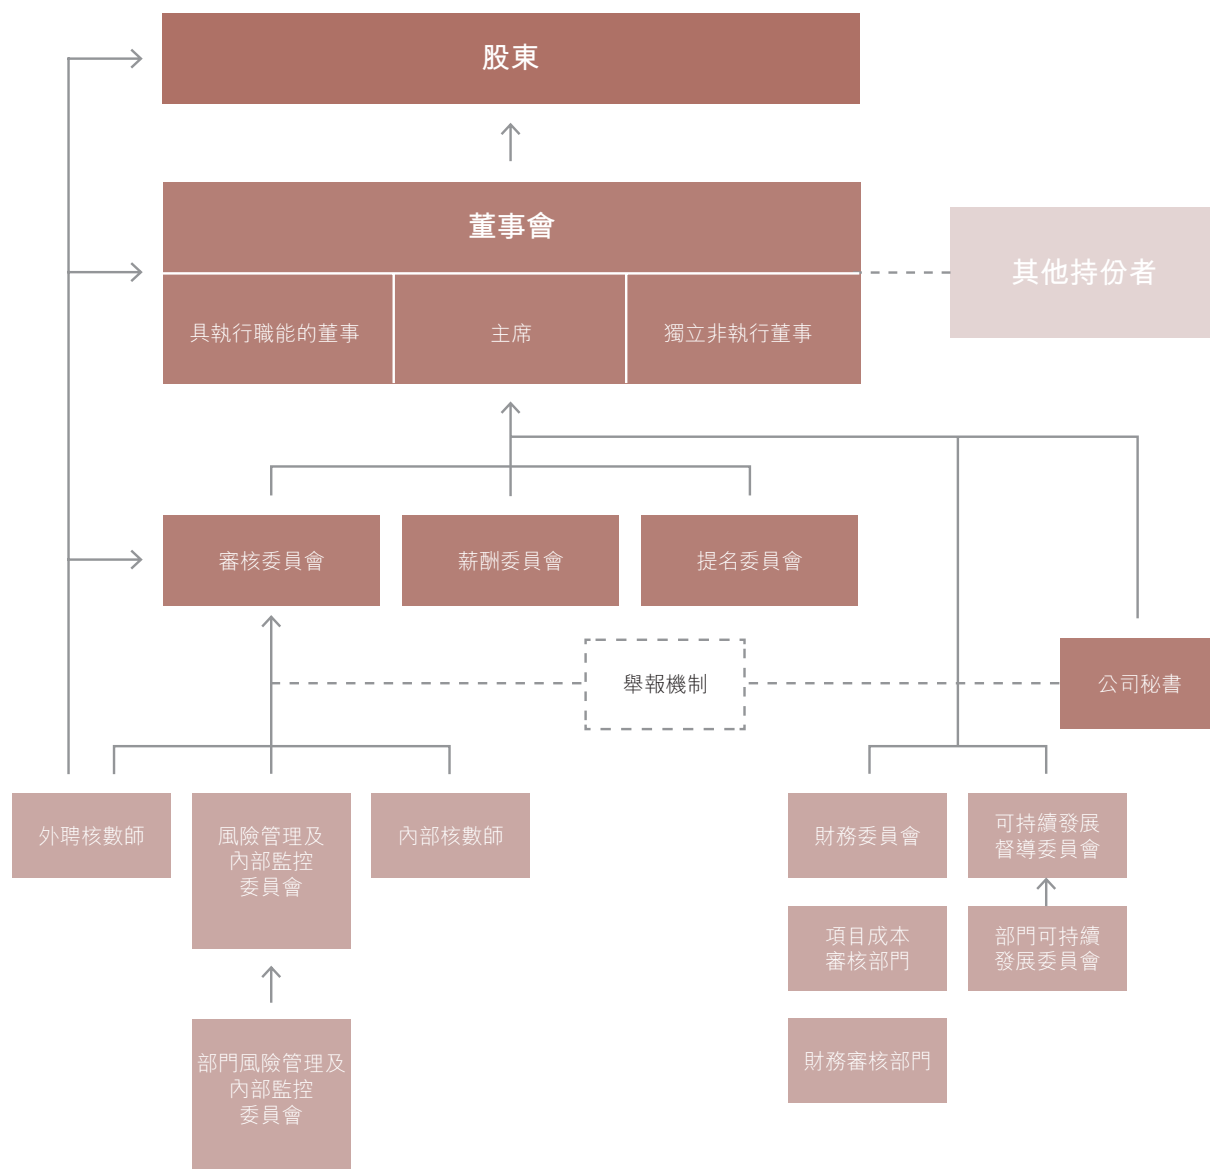 股東
董事會
其他持份者
具執行職能的董事
主席
獨立非執行董事
審核委員會
薪酬委員會
提名委員會
舉報機制
公司秘書
外聘核數師
風險管理及
內部監控
委員會
內部核數師
財務委員會
可持續發展
督導委員會
項目成本
審核部門
部門可持續
發展委員會
財務審核部門
部門風險管理及
內部監控
委員會